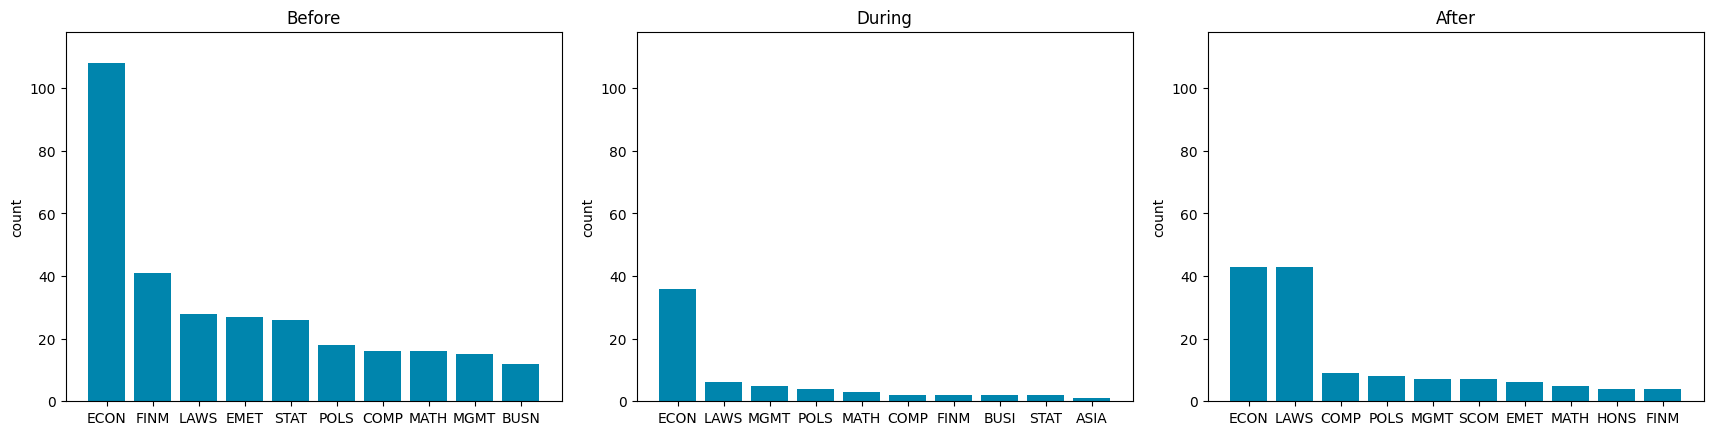 Before
count
100
80
60
40
20
0
ECON FINM LAWS EMET STAT POLS COMP MATH MGMT BUSN
During
count
100
80
60
40
20
0
ECON LAWS MGMT POLS MATH COMP FINM BUSI STAT ASIA
After
count
100
80
60
40
20
0
ECON LAWS COMP POLS MGMT SCOM EMET MATH HONS FINM